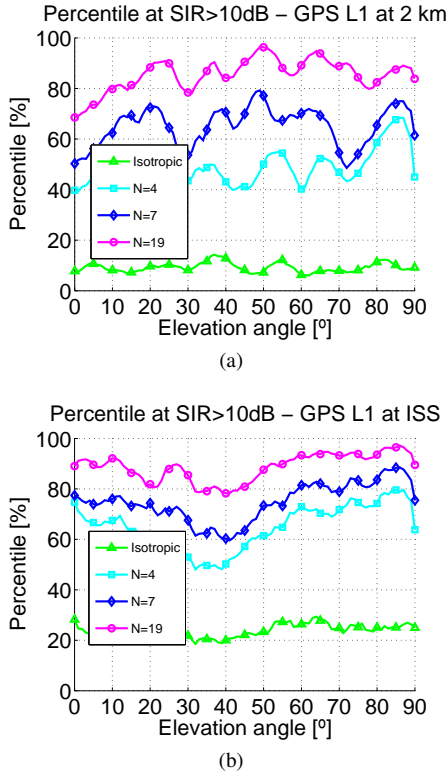 Percentile at SIR>10dB − GPS L1 at 2 km
Percentile [%]
100
80
60
40
20
0
Isotropic
N=4
N=7
N=19
0 10 20 30 40 50 60 70 80 90
Elevation angle [º]
(a)
Percentile at SIR>10dB − GPS L1 at ISS
Percentile [%]
100
80
60
40
20
0
Isotropic
N=4
N=7
N=19
0 10 20 30 40 50 60 70 80 90
Elevation angle [º]
(b)